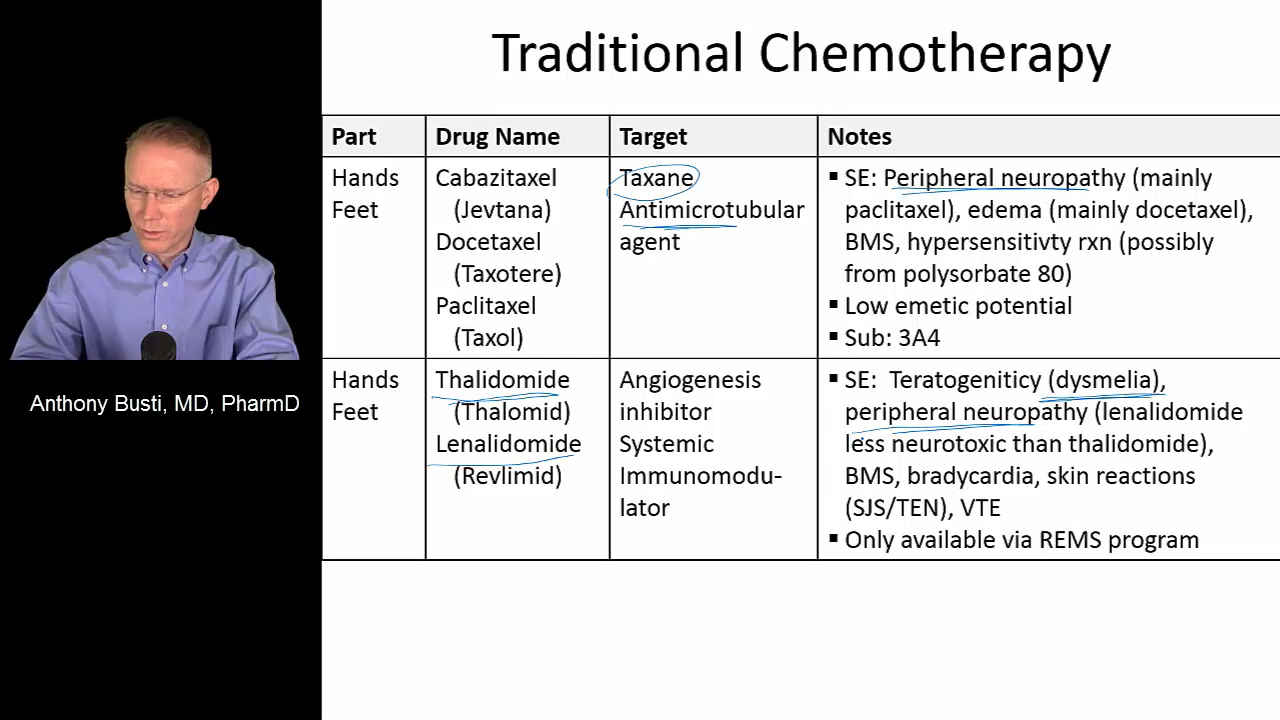 Traditional Chemotherapy
Part Drug Name Target Notes
Hands
Feet
Cabazitaxel
(Jevtana)
Docetaxel
(Taxotere)
Paclitaxel
(Taxol)
Taxane
Antimicrotubular
agent
▪ SE: Peripheral neuropathy (mainly
paclitaxel), edema (mainly docetaxel),
BMS, hypersensitivty rxn (possibly
from polysorbate 80)
▪ Low emetic potential
▪ Sub: 3A4
Hands
Feet
Thalidomide
(Thalomid)
Lenalidomide
(Revlimid)
Angiogenesis
inhibitor
Systemic
Immunomodu-
lator
▪ SE: Teratogeniticy (dysmelia),
peripheral neuropathy (lenalidomide
less neurotoxic than thalidomide),
BMS, bradycardia, skin reactions
(SJS/TEN), VTE
▪ Only available via REMS program
Anthony Busti, MD, PharmD